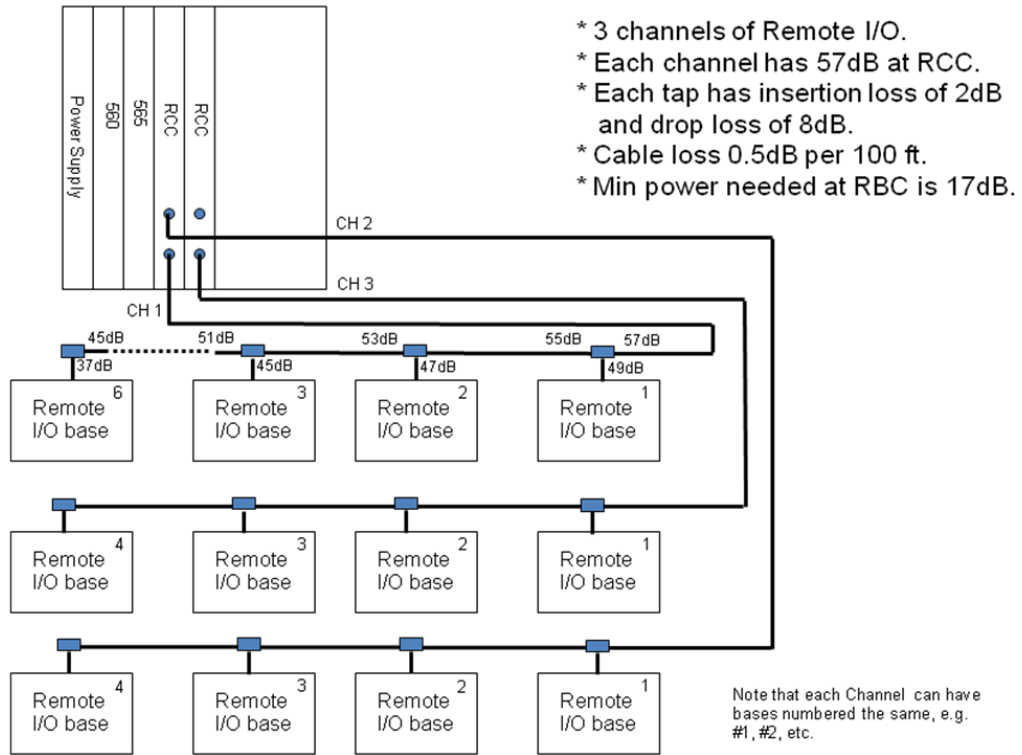 * 3 channels of Remote I/O.
* Each channel has 57dB at RCC.
* Each tap has insertion loss of 2dB
and drop loss of 8dB.
* Cable loss 0.5dB per 100 ft.
* Min power needed at RBC is 17dB.
Power Supply
560
565
RCC
RCC
CH 2
CH 3
CH 1
45dB
51dB
53dB
55dB
57dB
37dB
45dB
47dB
49dB
6
Remote
I/O base
3
Remote
I/O base
2
Remote
I/O base
1
Remote
I/O base
4
Remote
I/O base
3
Remote
I/O base
2
Remote
I/O base
1
Remote
I/O base
4
Remote
I/O base
3
Remote
I/O base
2
Remote
I/O base
1
Remote
I/O base
Note that each Channel can have
bases numbered the same, e.g.
#1, #2, etc.